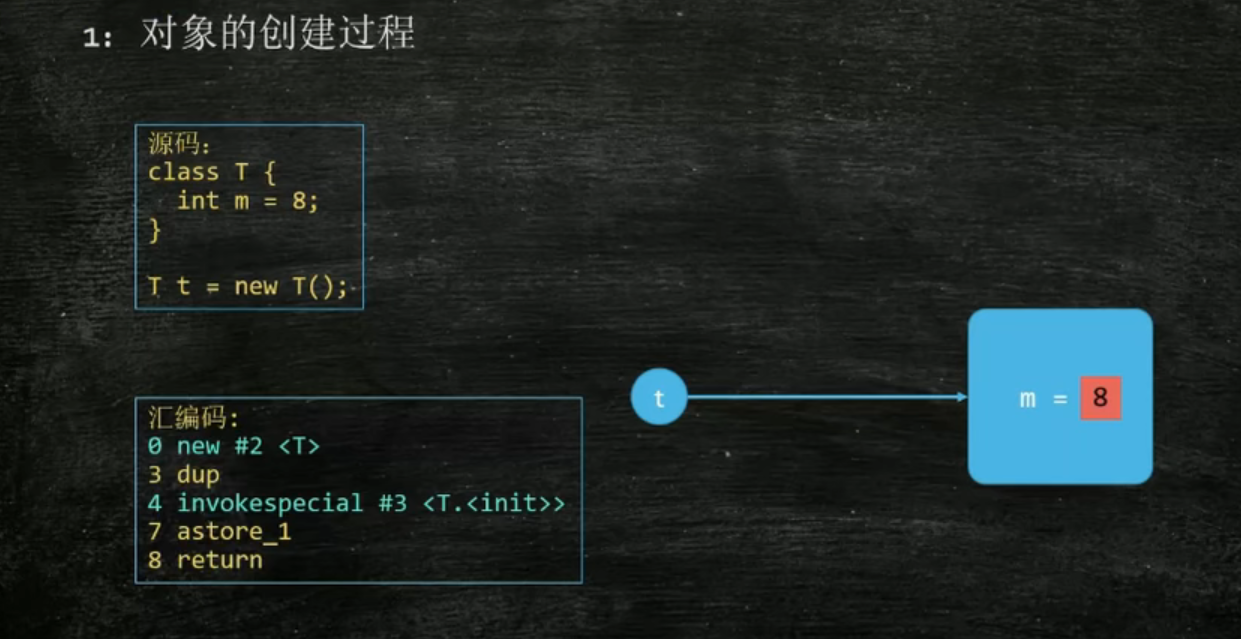 1: 对象的创建过程
源码:
class T {
  int m = 8;
}
T t = new T();
汇编码:
0 new #2 <T>
3 dup
4 invokespecial #3 <T.<init>>
7 astore_1
8 return
t
m = 8